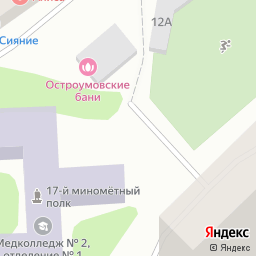 12А
Сияние
Остроумовские
бани
17-й миномётный
полк
Медколледж № 2,
отделение № 1
Яндекс
© Яндекс